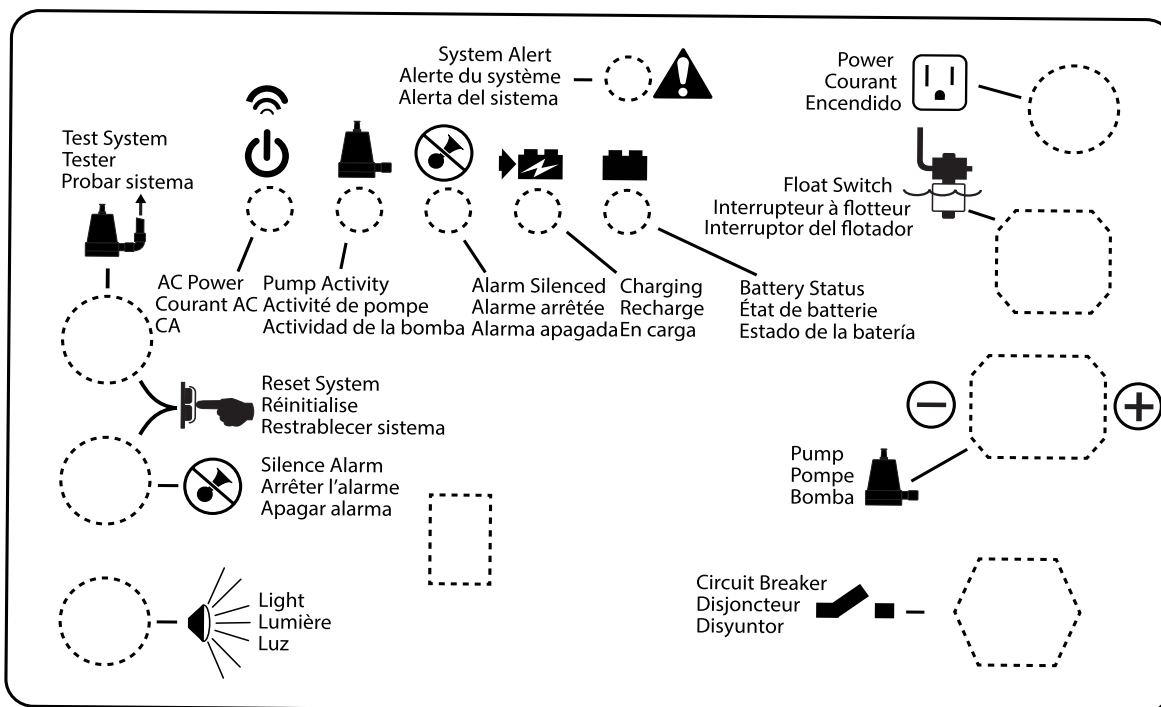 System Alert
Alerte du système
Alerta del sistema
Power
Courant
Encendido
Test System
Tester
Probar sistema
Float Switch
Interrupteur à flotteur
Interruptor del flotador
AC Power
Courant AC
CA
Pump Activity
Activité de pompe
Actividad de la bomba
Alarm Silenced
Alarme arrêtée
Alarma apagada
Charging
Recharge
En carga
Battery Status
État de batterie
Estado de la batería
Reset System
Réinitialise
Restrablecer sistema
Silence Alarm
Arrêter l'alarme
Apagar alarma
Pump
Pompe
Bomba
Light
Lumière
Luz
Circuit Breaker
Disjoncteur
Disyuntor